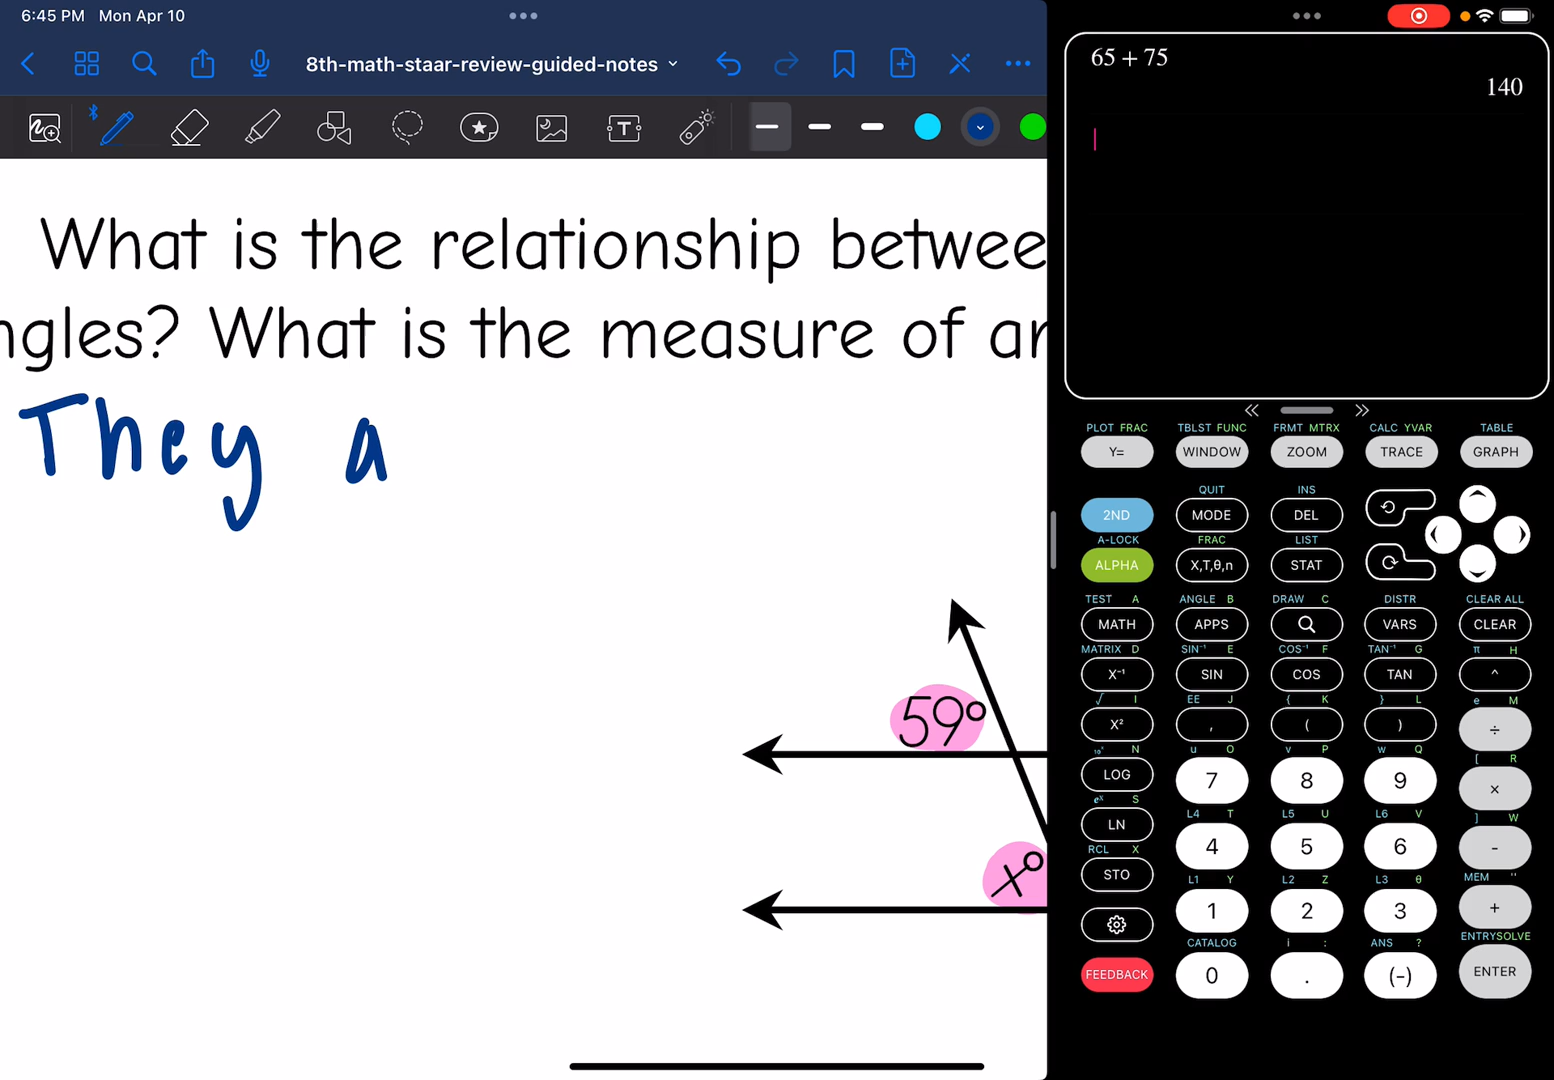 6:45 PM Mon Apr 10
8th-math-staar-review-guided-notes
What is the relationship betwee
ngles? What is the measure of an
They a
59°
x°
65 + 75
140
PLOT FRAC TBLST FUNC FRMT MTRX CALC YVAR TABLE
Y= WINDOW ZOOM TRACE GRAPH
QUIT INS
2ND MODE DEL
A-LOCK FRAC LIST
ALPHA X,T,θ,n STAT
TEST A ANGLE B DRAW C DISTR CLEAR ALL
MATH APPS VARS CLEAR
MATRIX D SIN⁻¹ E COS⁻¹ F TAN⁻¹ G π H
X⁻¹ SIN COS TAN ^
√ I EE J { K } L e M
X² , ( ) ÷
10ˣ N u O v P w Q [ R
LOG 7 8 9 ×
eˣ S L4 T L5 U L6 V ] W
LN 4 5 6 -
RCL X L1 Y L2 Z L3 θ MEM "
STO 1 2 3 +
CATALOG i : ANS ? ENTRY SOLVE
FEEDBACK 0 . (-) ENTER